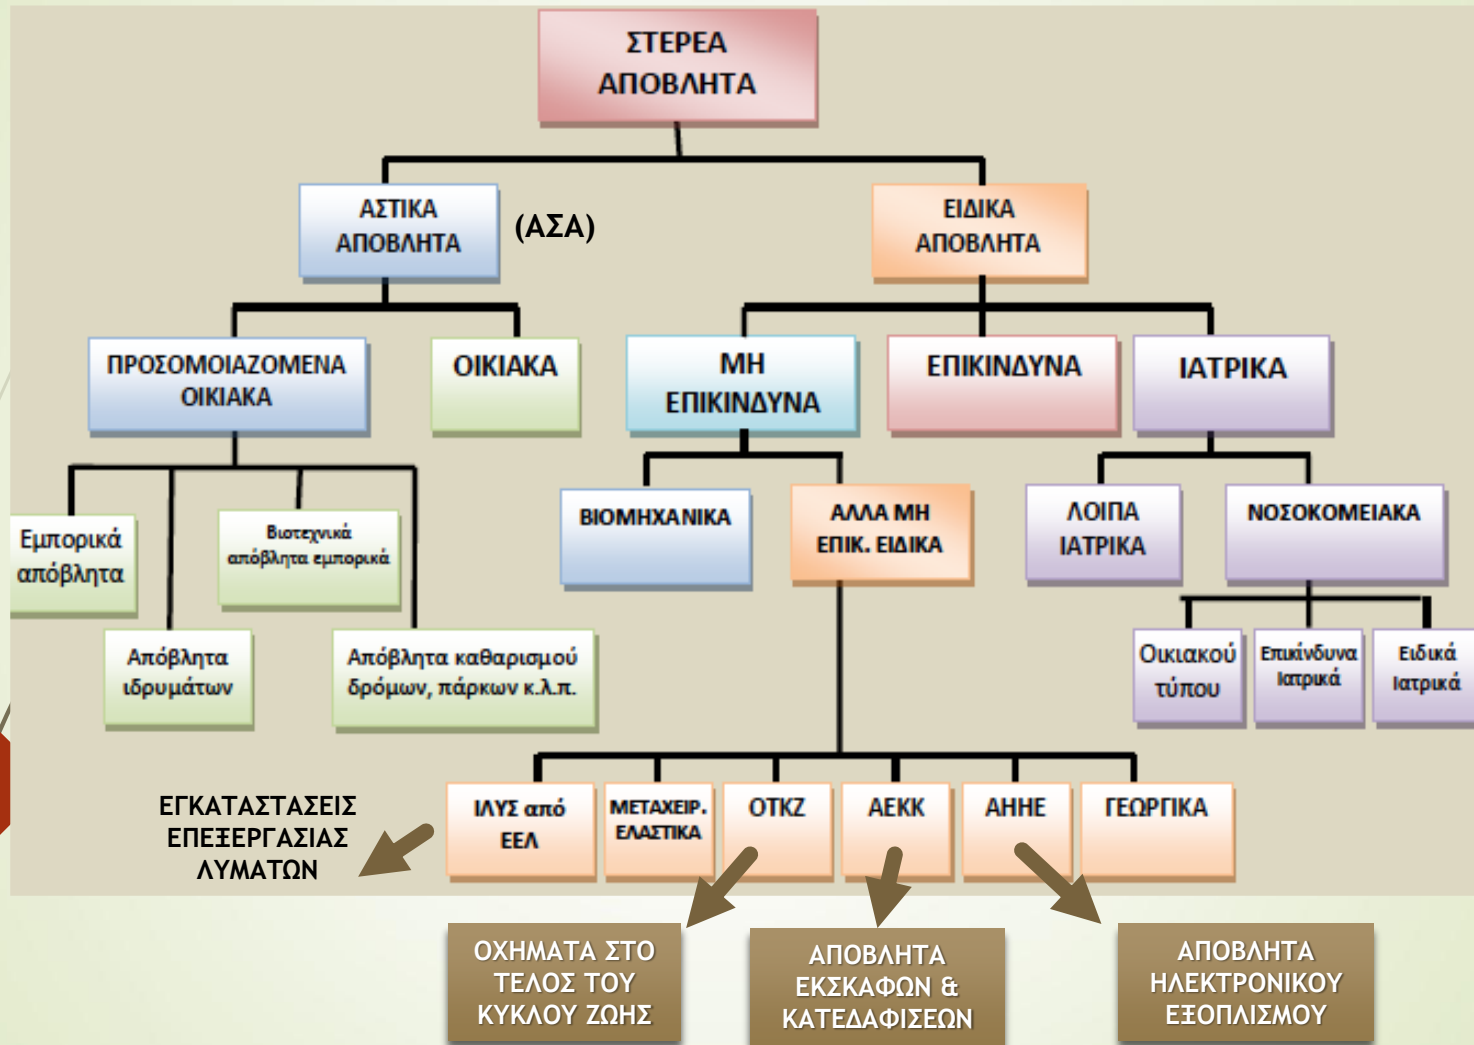 ΣΤΕΡΕΑ
ΑΠΟΒΛΗΤΑ
ΑΣΤΙΚΑ
ΑΠΟΒΛΗΤΑ
(ΑΣΑ)
ΕΙΔΙΚΑ
ΑΠΟΒΛΗΤΑ
ΠΡΟΣΟΜΟΙΑΖΟΜΕΝΑ
ΟΙΚΙΑΚΑ
ΟΙΚΙΑΚΑ
ΜΗ
ΕΠΙΚΙΝΔΥΝΑ
ΕΠΙΚΙΝΔΥΝΑ
ΙΑΤΡΙΚΑ
ΒΙΟΜΗΧΑΝΙΚΑ
ΑΛΛΑ ΜΗ
ΕΠΙΚ. ΕΙΔΙΚΑ
ΛΟΙΠΑ
ΙΑΤΡΙΚΑ
ΝΟΣΟΚΟΜΕΙΑΚΑ
Εμπορικά
απόβλητα
Βιοτεχνικά
απόβλητα εμπορικά
Απόβλητα
ιδρυμάτων
Απόβλητα καθαρισμού
δρόμων, πάρκων κ.λ.π.
Οικιακού
τύπου
Επικίνδυνα
Ιατρικά
Ειδικά
Ιατρικά
ΕΓΚΑΤΑΣΤΑΣΕΙΣ
ΕΠΕΞΕΡΓΑΣΙΑΣ
ΛΥΜΑΤΩΝ
ΙΛΥΣ από
ΕΕΛ
ΜΕΤΑΧΕΙΡ.
ΕΛΑΣΤΙΚΑ
ΟΤΚΖ
ΑΕΚΚ
ΑΗΗΕ
ΓΕΩΡΓΙΚΑ
ΟΧΗΜΑΤΑ ΣΤΟ
ΤΕΛΟΣ ΤΟΥ
ΚΥΚΛΟΥ ΖΩΗΣ
ΑΠΟΒΛΗΤΑ
ΕΚΣΚΑΦΩΝ &
ΚΑΤΕΔΑΦΙΣΕΩΝ
ΑΠΟΒΛΗΤΑ
ΗΛΕΚΤΡΟΝΙΚΟΥ
ΕΞΟΠΛΙΣΜΟΥ